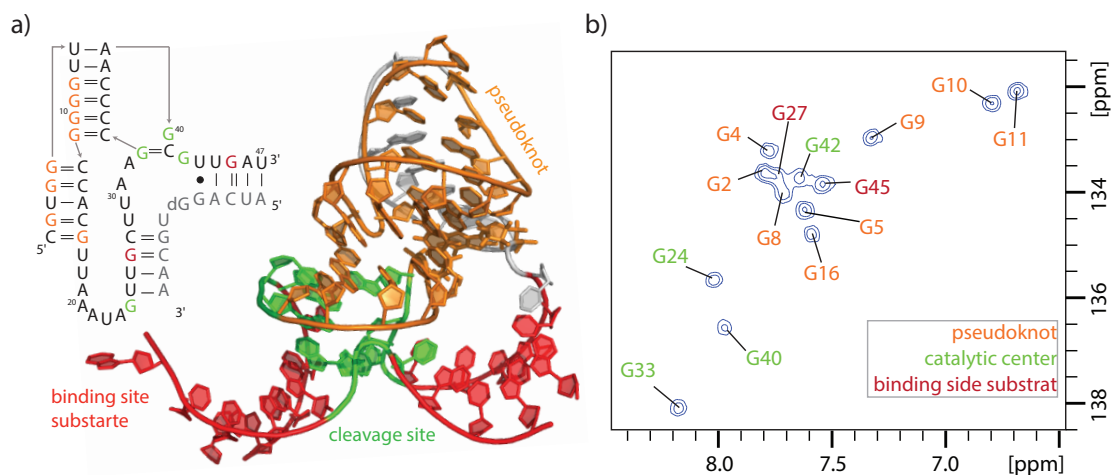 a)
U – A
U – A
G = C
G = C
10
G = C
G = C
40
G
A G = C G
U U G A U 3'
47
G = C
G = C
U – A
G = C
C = G
5'
A
A
30
U
U
C = G
G = C
U – A
U – A
G
dG G A C U A 5'
U
3'
U
U
A
20
A A U A
pseudoknot
binding site
substarte
cleavage site
b)
G10
G11
G27
G4
G9
G42
G2
G45
G8
G5
G16
G24
G40
G33
pseudoknot
catalytic center
binding side substrat
[ppm]
134
136
138
8.0 7.5 7.0 [ppm]